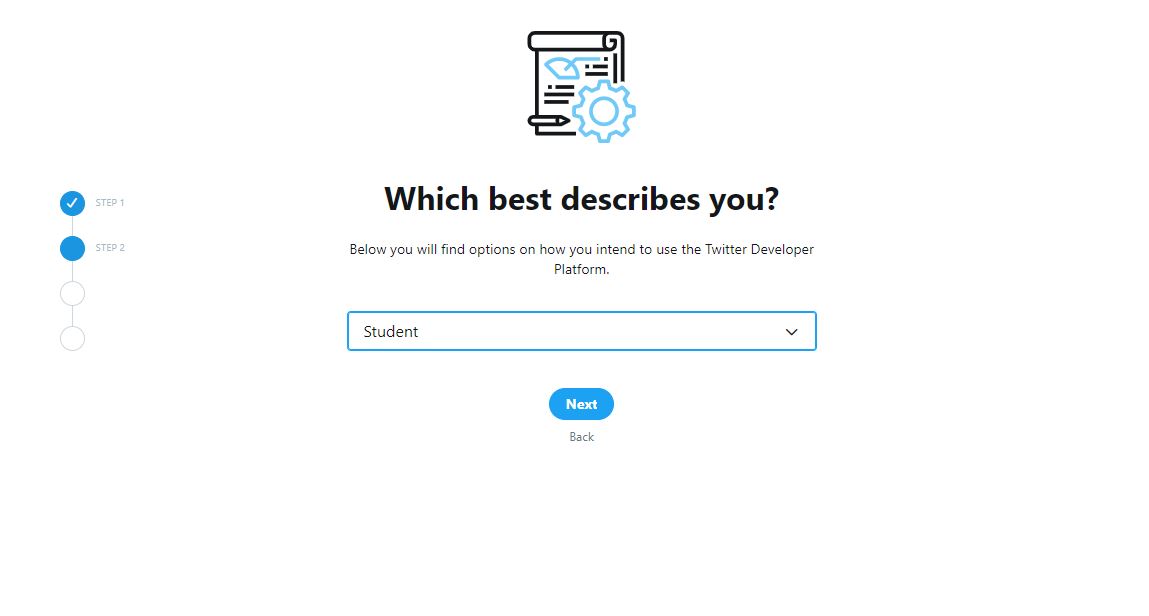 STEP 1
STEP 2
Which best describes you?
Below you will find options on how you intend to use the Twitter Developer
Platform.
Student
Next
Back